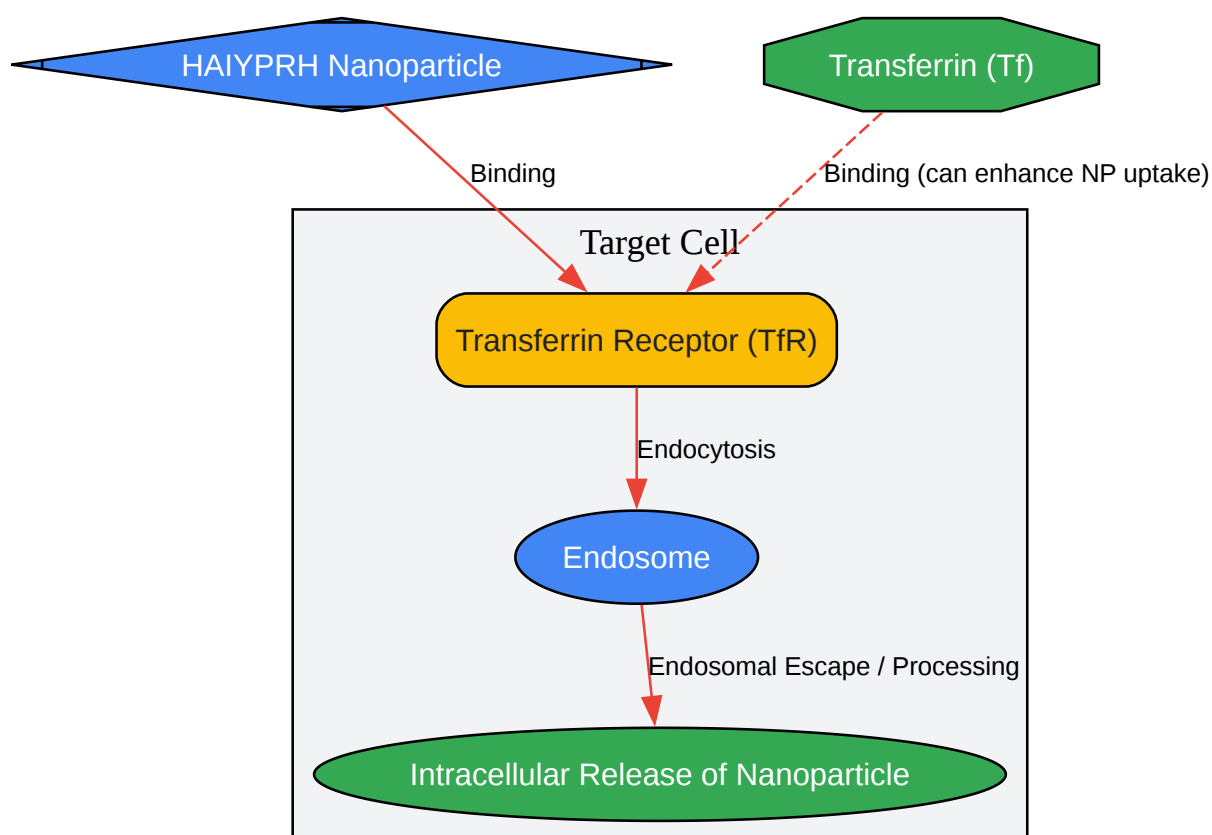 HAIYPRH Nanoparticle
Transferrin (Tf)
Binding
Binding (can enhance NP uptake)
Target Cell
Transferrin Receptor (TfR)
Endocytosis
Endosome
Endosomal Escape / Processing
Intracellular Release of Nanoparticle